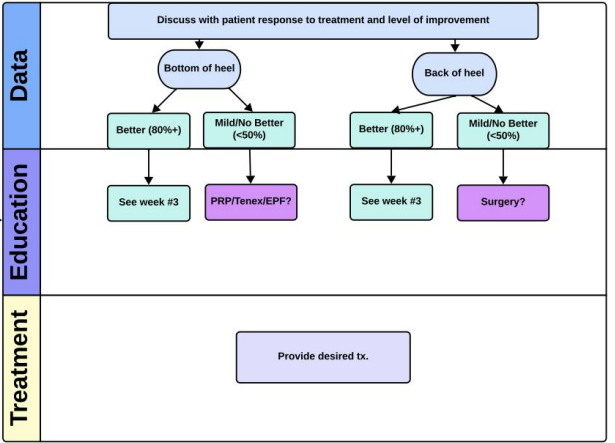 Data
Discuss with patient response to treatment and level of improvement
Bottom of heel
Back of heel
Better (80%+)
Mild/No Better
(<50%)
Better (80%+)
Mild/No Better
(<50%)
Education
See week #3
PRP/Tenex/EPF?
See week #3
Surgery?
Treatment
Provide desired tx.